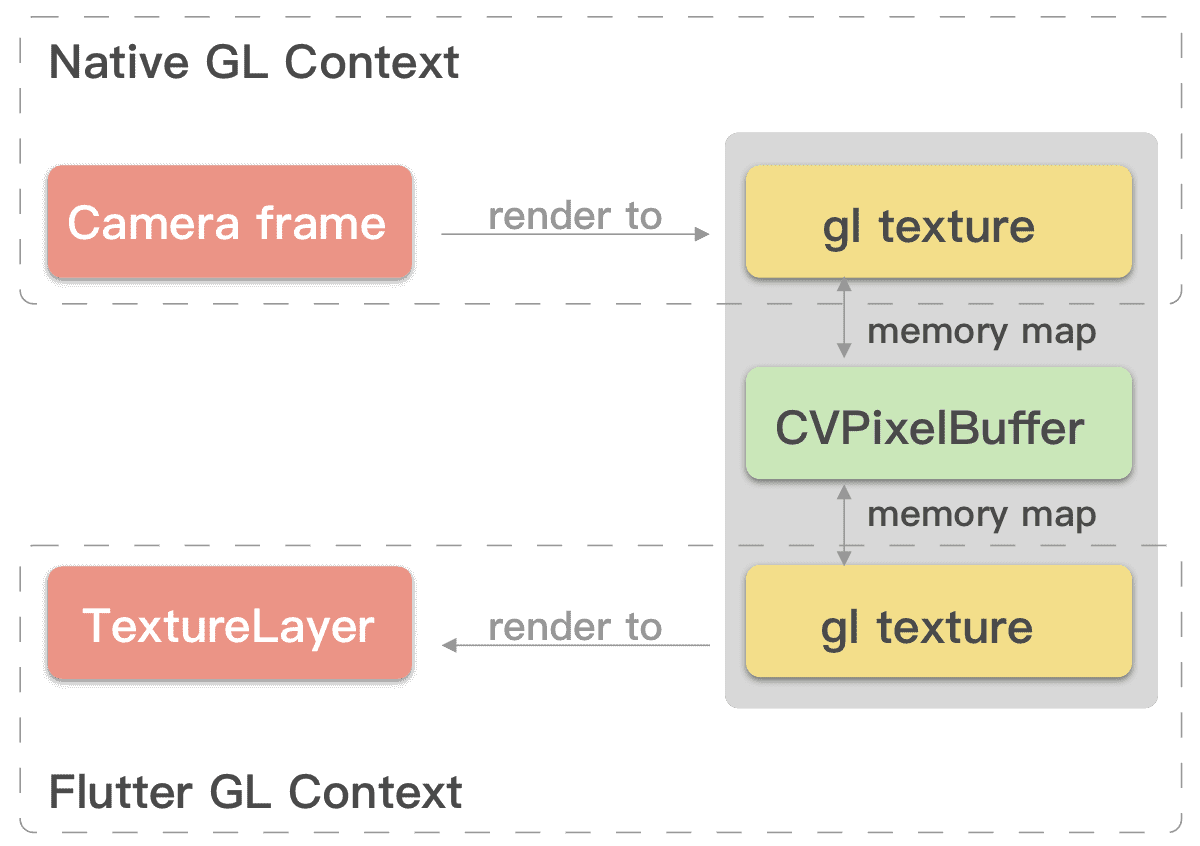 Native GL Context
Camera frame
render to
gl texture
memory map
CVPixelBuffer
memory map
TextureLayer
render to
gl texture
Flutter GL Context